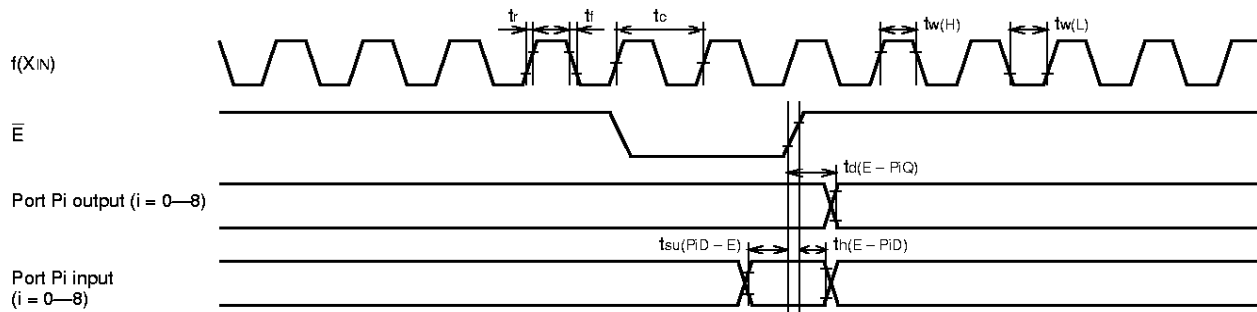 tr tf tc tw(H) tw(L)
f(XIN)
E
td(E – PiQ)
Port Pi output (i = 0—8)
tsu(PiD – E) th(E – PiD)
Port Pi input
(i = 0—8)